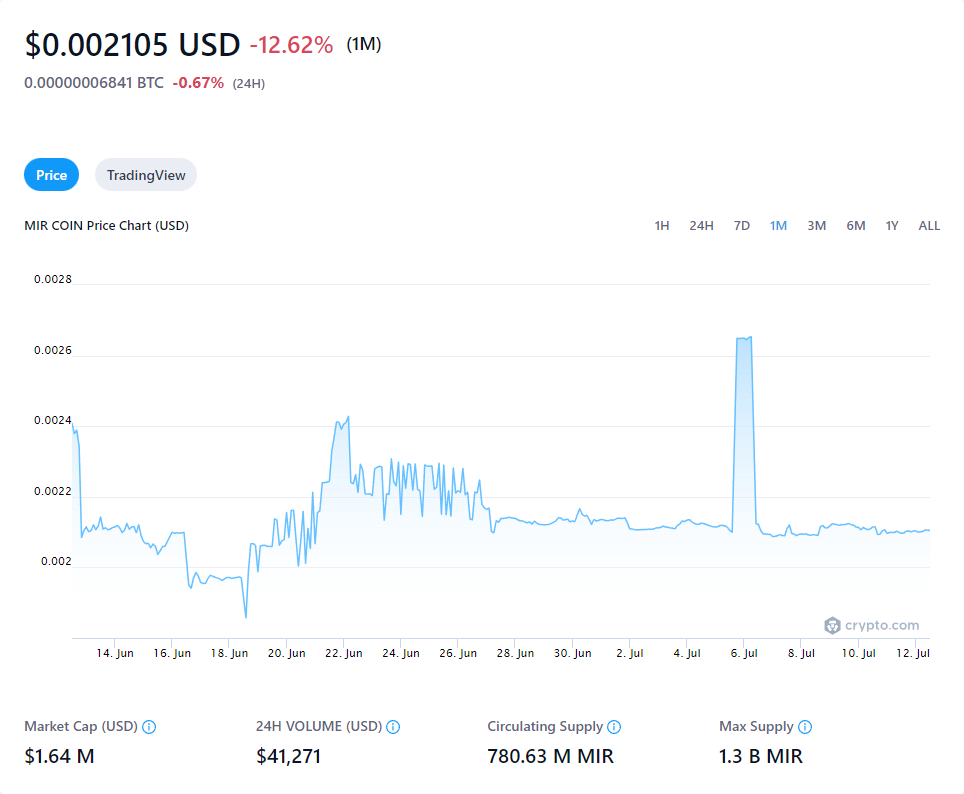 $0.002105 USD -12.62% (1M)
0.00000006841 BTC -0.67% (24H)
Price TradingView
MIR COIN Price Chart (USD) 1H 24H 7D 1M 3M 6M 1Y ALL
0.0028
0.0026
0.0024
0.0022
0.002
crypto.com
14. Jun 16. Jun 18. Jun 20. Jun 22. Jun 24. Jun 26. Jun 28. Jun 30. Jun 2. Jul 4. Jul 6. Jul 8. Jul 10. Jul 12. Jul
Market Cap (USD) 24H VOLUME (USD) Circulating Supply Max Supply
$1.64 M $41,271 780.63 M MIR 1.3 B MIR